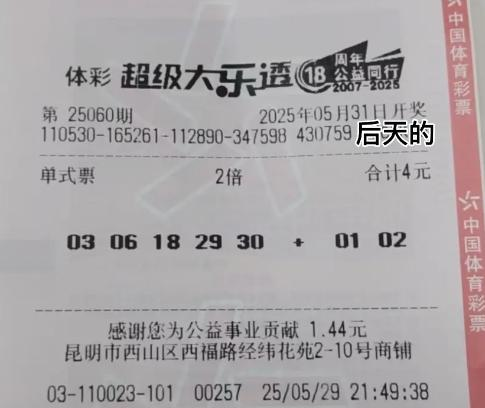 体彩 超级大乐透 18 周年 公益同行 2007-2025
第 25060期 2025年05月31日开奖
110530-165261-112890-347598 430759 后天的
单式票 2倍 合计4元
03 06 18 29 30 + 01 02
感谢您为公益事业贡献 1.44元
昆明市西山区西福路经纬花苑2-10号商铺
03-110023-101 00257 25/05/29 21:49:38
中国体育彩票
中国体育彩票